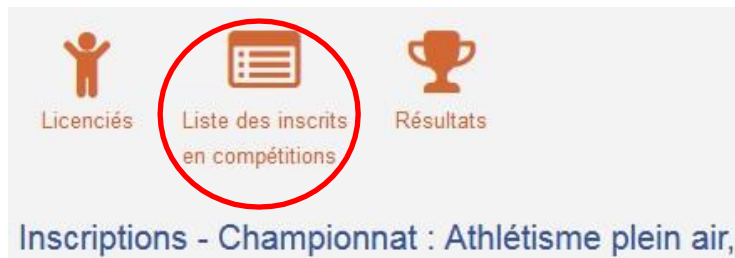 Licenciés
Liste des inscrits
en compétitions
Résultats
Inscriptions - Championnat : Athlétisme plein air,